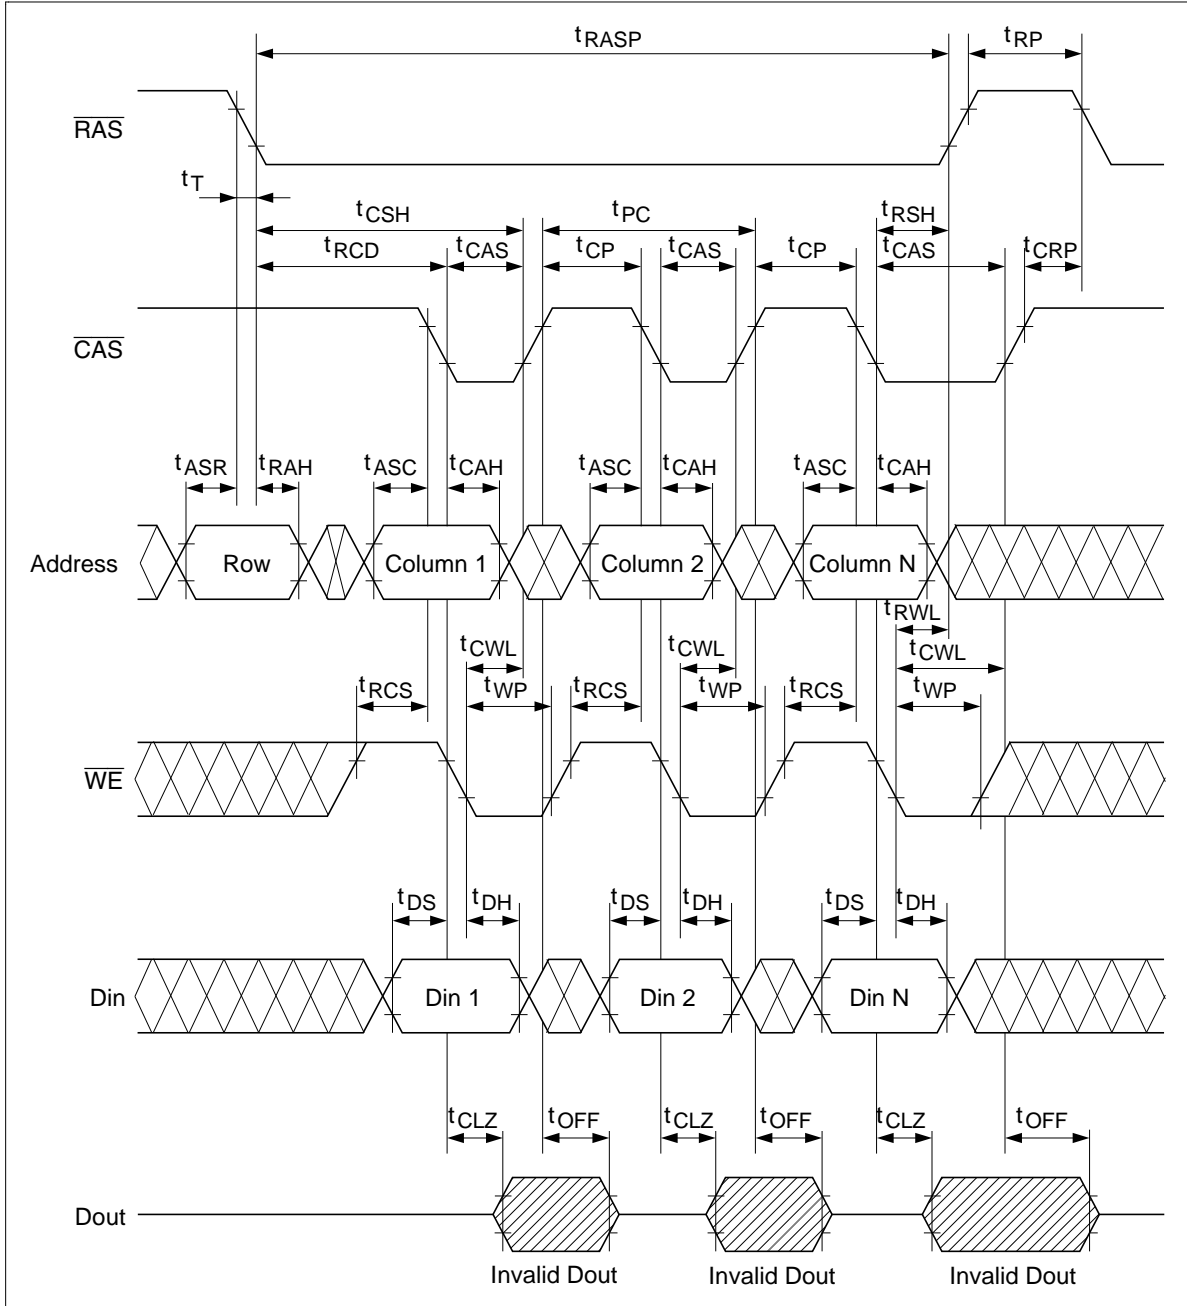 tRASP tRP
RAS
tT
tCSH tPC tRSH
tRCD tCAS tCP tCAS tCP tCAS tCRP
CAS
tASR tRAH tASC tCAH tASC tCAH tASC tCAH
Address Row Column 1 Column 2 Column N
tRWL
tCWL tCWL tCWL
tRCS tWP tRCS tWP tRCS tWP
WE
tDS tDH tDS tDH tDS tDH
Din Din 1 Din 2 Din N
tCLZ tOFF tCLZ tOFF tCLZ tOFF
Dout
Invalid Dout Invalid Dout Invalid Dout